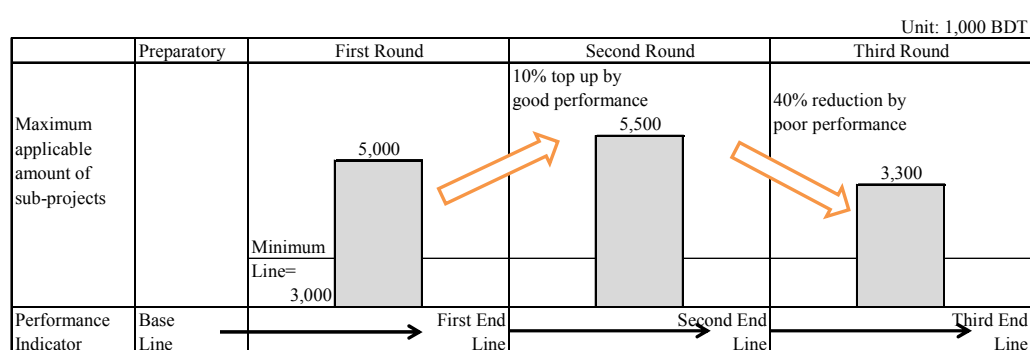 Unit: 1,000 BDT
Preparatory First Round Second Round Third Round
10% top up by
good performance
40% reduction by
poor performance
Maximum
applicable
amount of
sub-projects
5,000
5,500
3,300
Minimum
Line=
3,000
Performance
Indicator
Base
Line
First End
Line
Second End
Line
Third End
Line